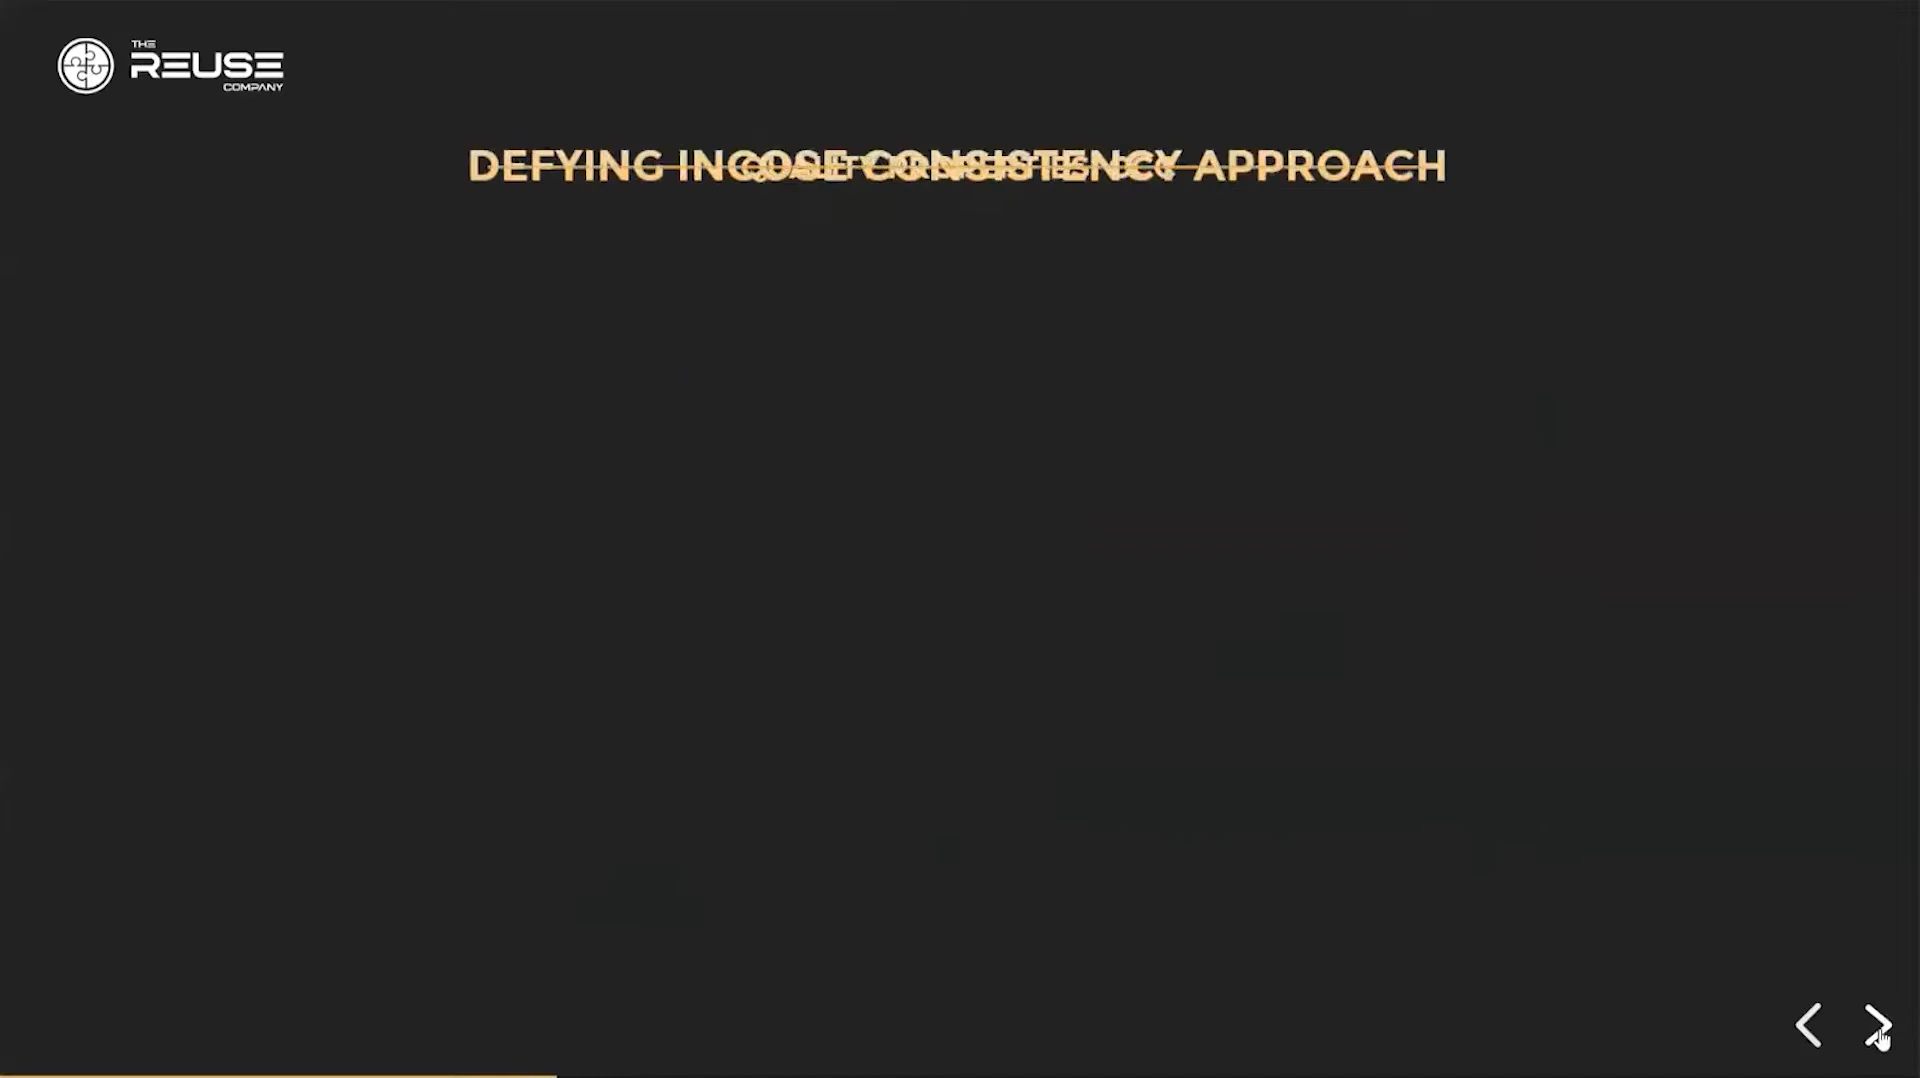 THE
REUSE
COMPANY
DEFYING INCOSE CONSISTENCY APPROACH